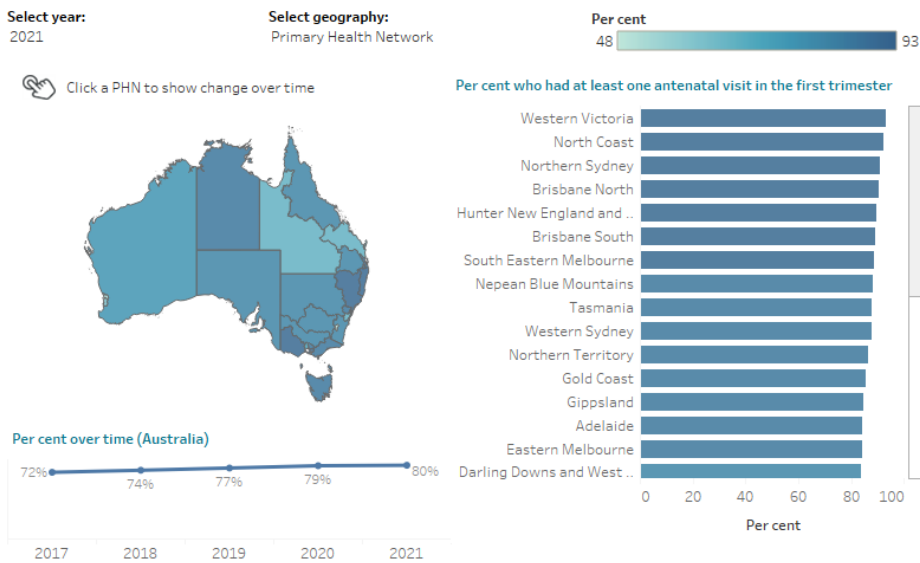 Select year:
2021
Select geography:
Primary Health Network
Per cent
48
93
Click a PHN to show change over time
Per cent over time (Australia)
72%
74%
77%
79%
80%
2017
2018
2019
2020
2021
Per cent who had at least one antenatal visit in the first trimester
Western Victoria
North Coast
Northern Sydney
Brisbane North
Hunter New England and ..
Brisbane South
South Eastern Melbourne
Nepean Blue Mountains
Tasmania
Western Sydney
Northern Territory
Gold Coast
Gippsland
Adelaide
Eastern Melbourne
Darling Downs and West ..
0
20
40
60
80
100
Per cent